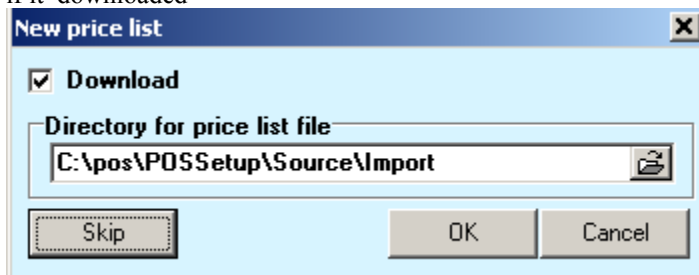 if it downloaded
New price list
Download
Directory for price list file
C:\pos\POSSetup\Source\Import
Skip OK Cancel